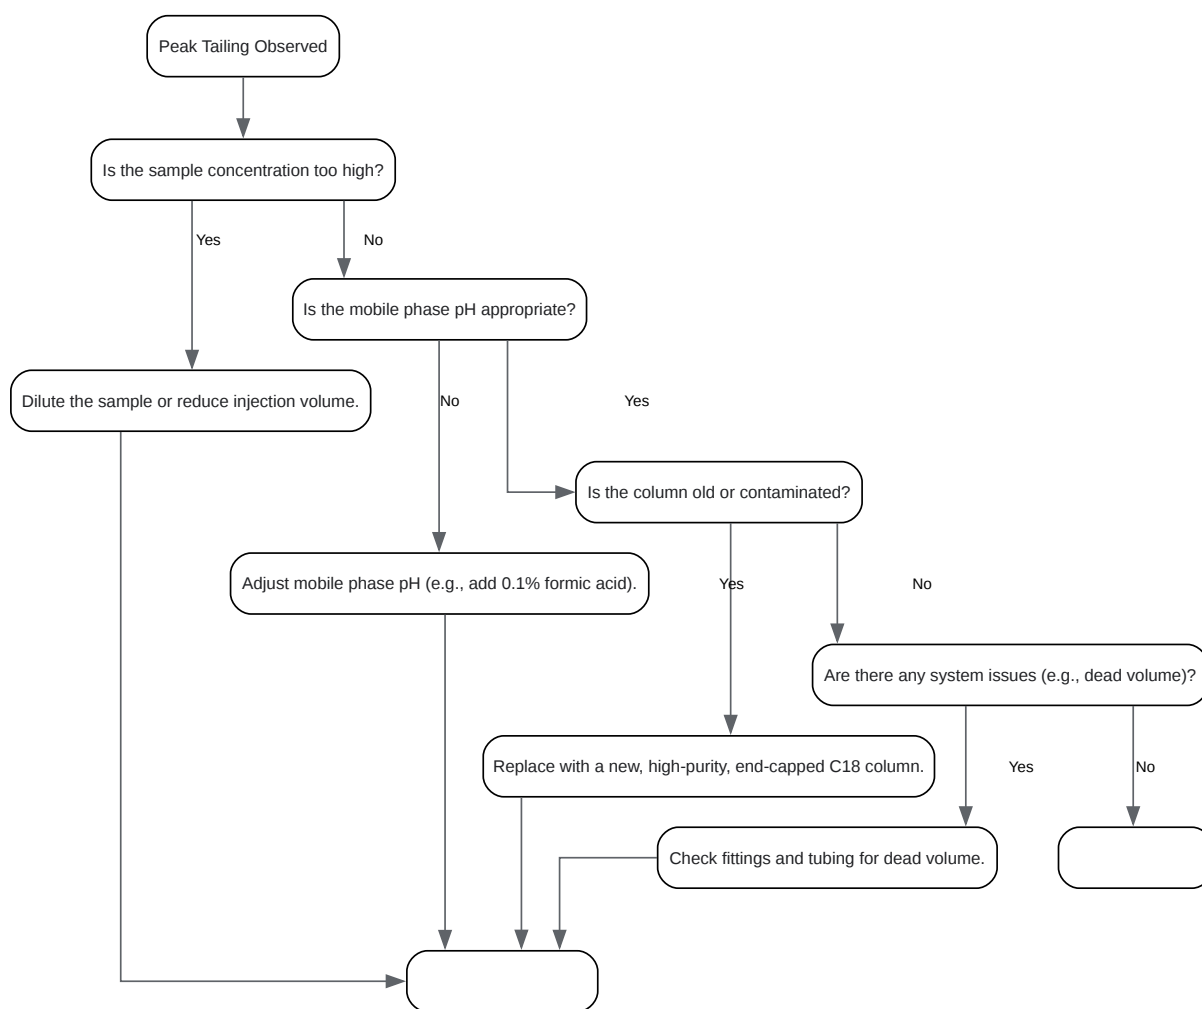 Peak Tailing Observed
Is the sample concentration too high?
Yes
No
Is the mobile phase pH appropriate?
Dilute the sample or reduce injection volume.
No
Yes
Is the column old or contaminated?
Adjust mobile phase pH (e.g., add 0.1% formic acid).
Yes
No
Are there any system issues (e.g., dead volume)?
Replace with a new, high-purity, end-capped C18 column.
Yes
No
Check fittings and tubing for dead volume.